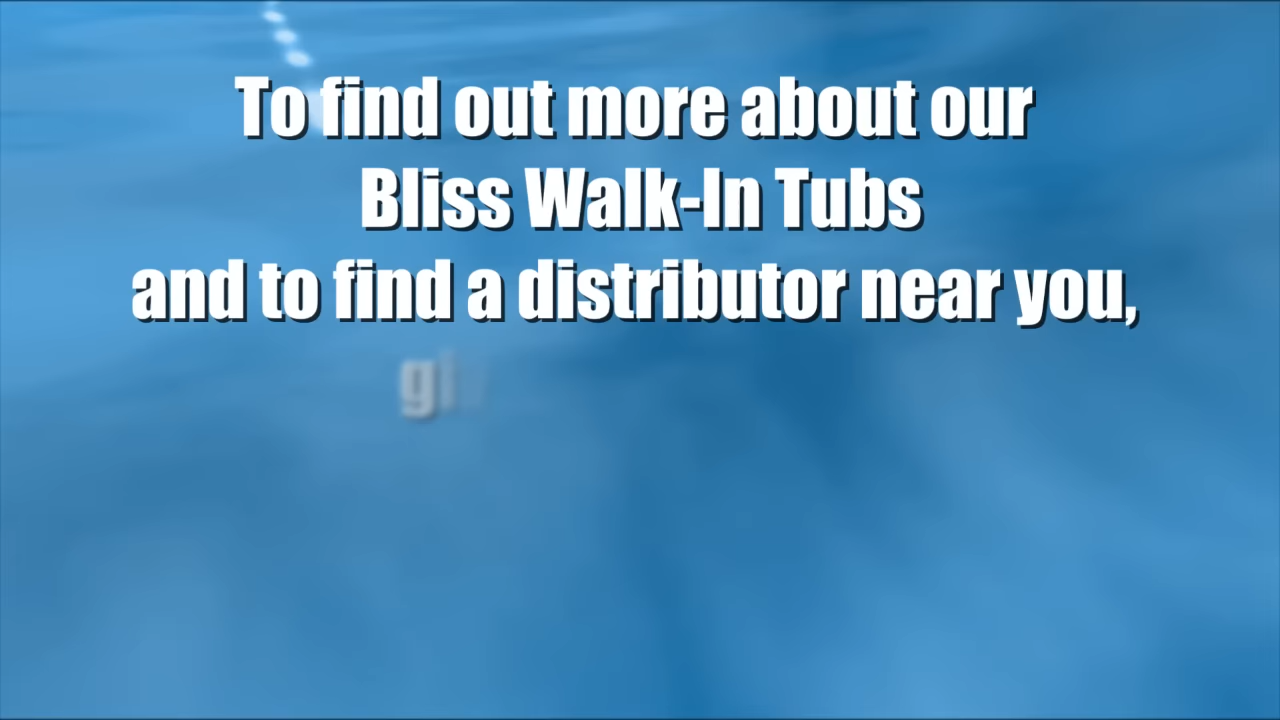 To find out more about our
Bliss Walk-In Tubs
and to find a distributor near you,